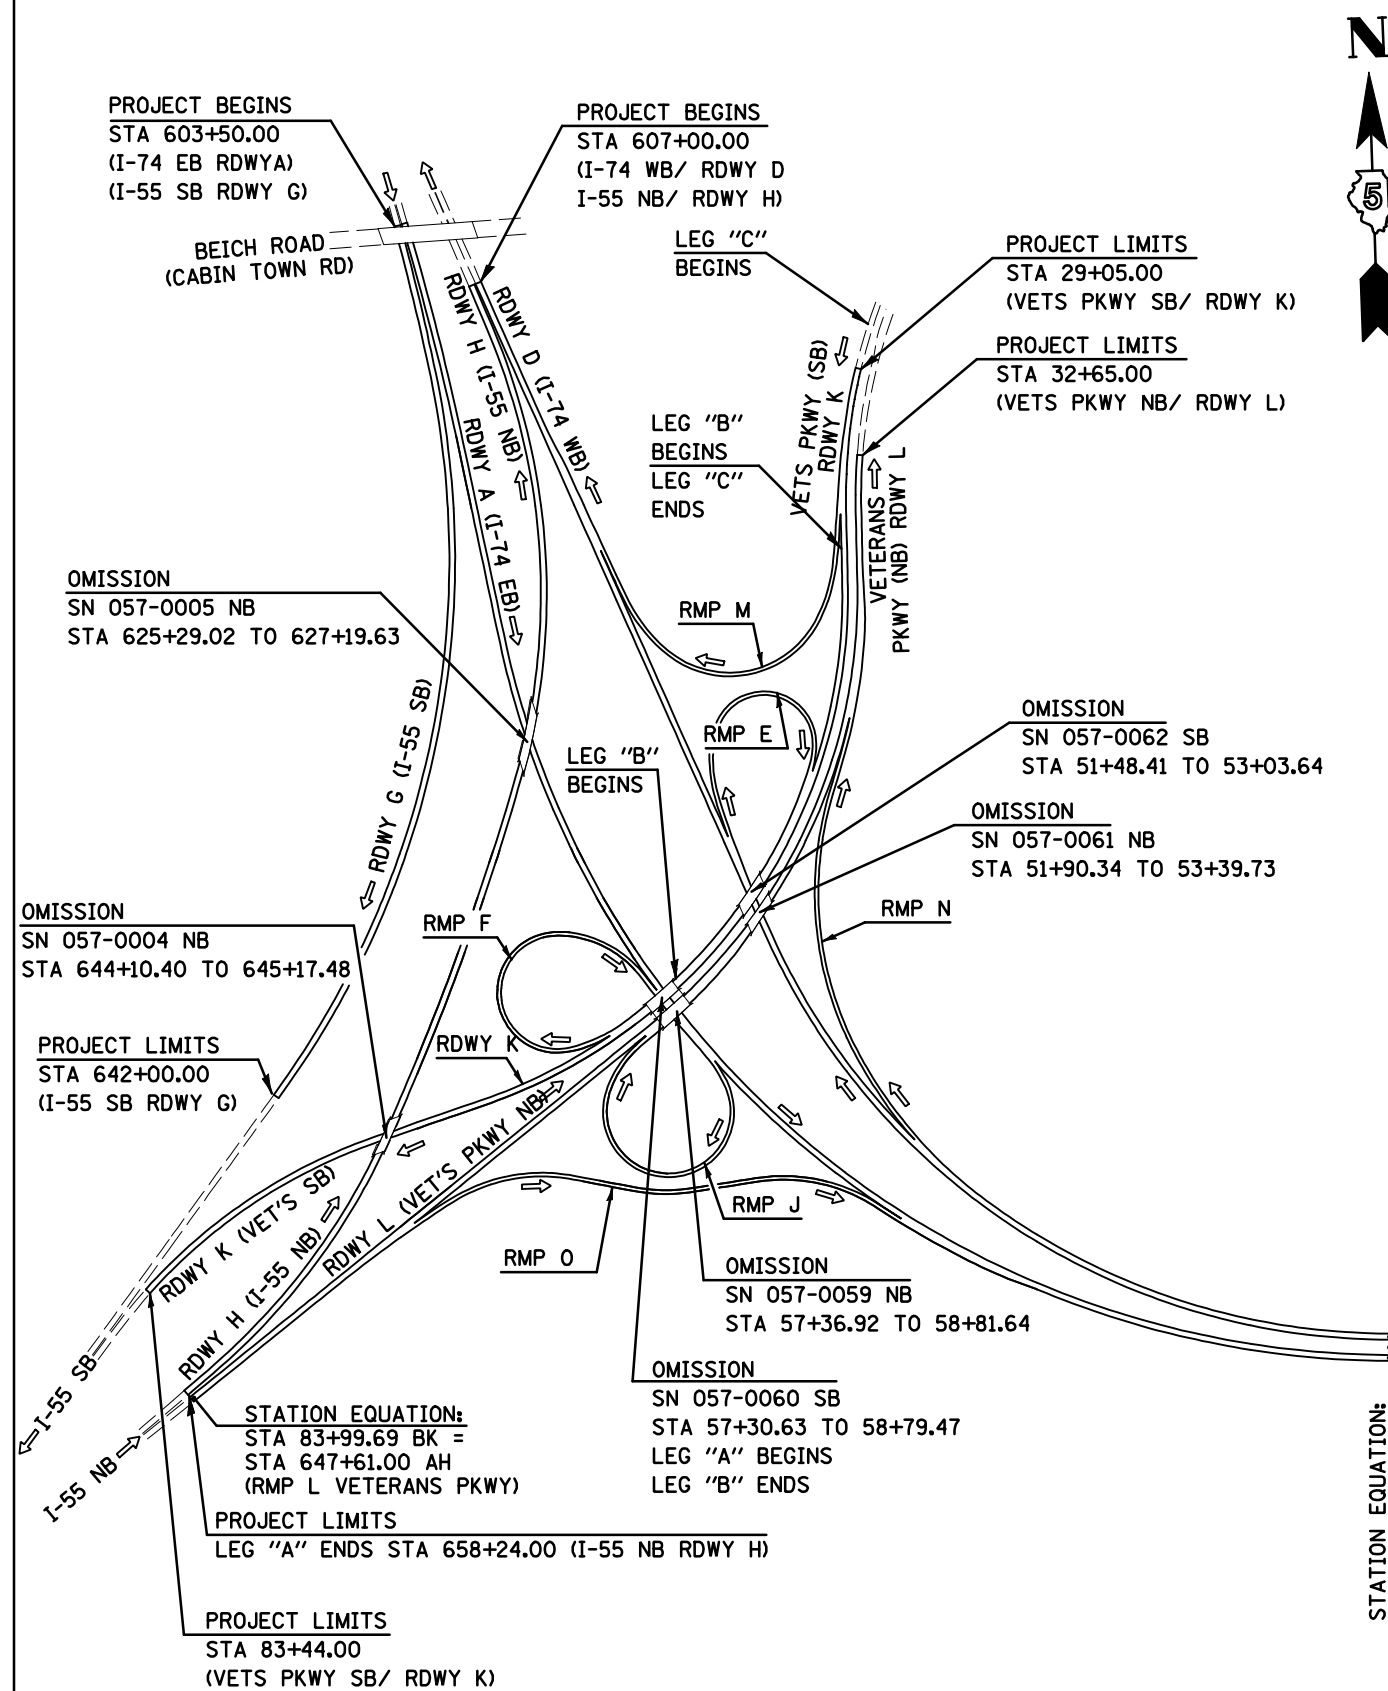 N
5
PROJECT BEGINS
STA 603+50.00
(I-74 EB RDWYA)
(I-55 SB RDWY G)
PROJECT BEGINS
STA 607+00.00
(I-74 WB/ RDWY D
I-55 NB/ RDWY H)
BEICH ROAD
(CABIN TOWN RD)
LEG "C"
BEGINS
PROJECT LIMITS
STA 29+05.00
(VETS PKWY SB/ RDWY K)
PROJECT LIMITS
STA 32+65.00
(VETS PKWY NB/ RDWY L)
RDWY H (I-55 NB)
RDWY D (I-74 WB)
RDWY A (I-74 EB)
VETS PKWY (SB)
RDWY K
LEG "B"
BEGINS
LEG "C"
ENDS
VETERANS
PKWY (NB) RDWY L
OMISSION
SN 057-0005 NB
STA 625+29.02 TO 627+19.63
RMP M
RDWY G (I-55 SB)
RMP E
LEG "B"
BEGINS
OMISSION
SN 057-0062 SB
STA 51+48.41 TO 53+03.64
OMISSION
SN 057-0061 NB
STA 51+90.34 TO 53+39.73
OMISSION
SN 057-0004 NB
STA 644+10.40 TO 645+17.48
RMP F
RMP N
PROJECT LIMITS
STA 642+00.00
(I-55 SB RDWY G)
RDWY K
RDWY K (VET'S SB)
RDWY H (I-55 NB)
RDWY L (VET'S PKWY NB)
RMP J
RMP O
OMISSION
SN 057-0059 NB
STA 57+36.92 TO 58+81.64
OMISSION
SN 057-0060 SB
STA 57+30.63 TO 58+79.47
LEG "A" BEGINS
LEG "B" ENDS
I-55 SB
I-55 NB
STATION EQUATION:
STA 83+99.69 BK =
STA 647+61.00 AH
(RMP L VETERANS PKWY)
PROJECT LIMITS
LEG "A" ENDS STA 658+24.00 (I-55 NB RDWY H)
PROJECT LIMITS
STA 83+44.00
(VETS PKWY SB/ RDWY K)
STATION EQUATION: